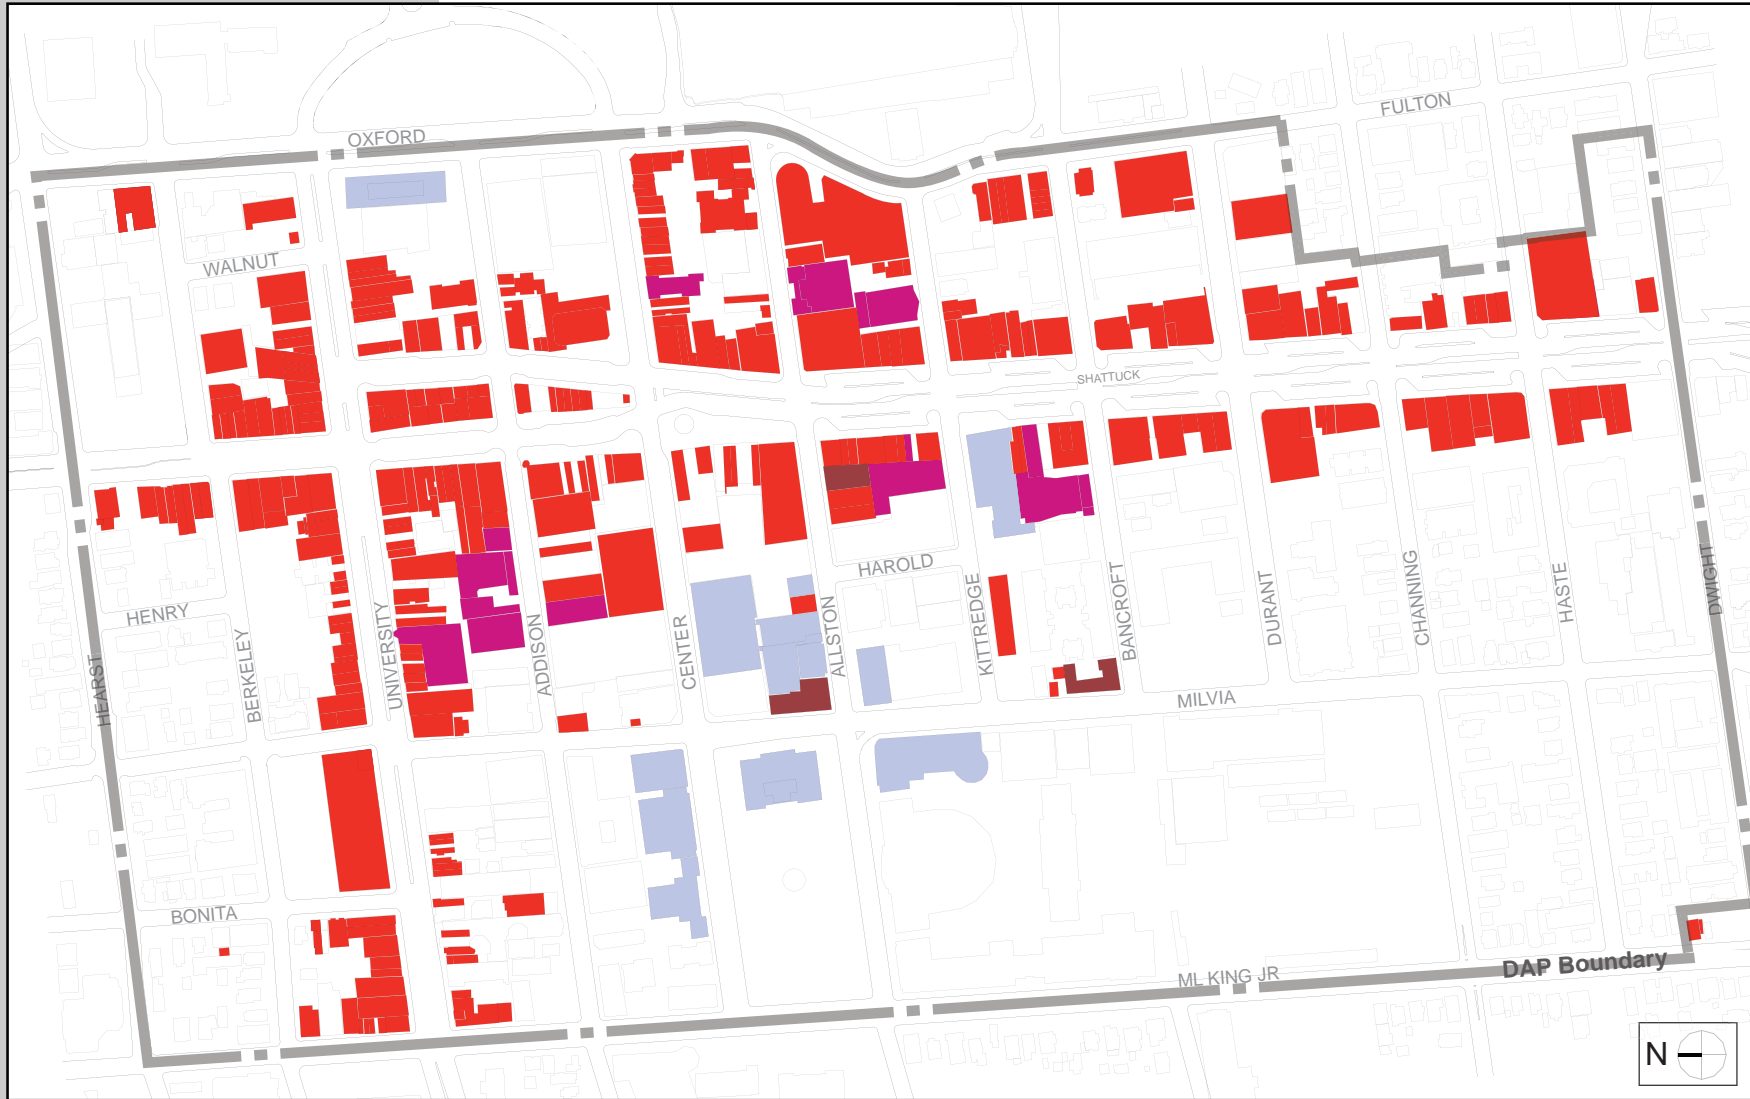 FULTON
OXFORD
WALNUT
SHATTUCK
HAROLD
HENRY
HEARST
BERKELEY
UNIVERSITY
ADDISON
CENTER
ALLSTON
KITTREDGE
BANCROFT
DURANT
CHANNING
HASTE
DWIGHT
MILVIA
BONITA
ML KING JR
DAP Boundary
N